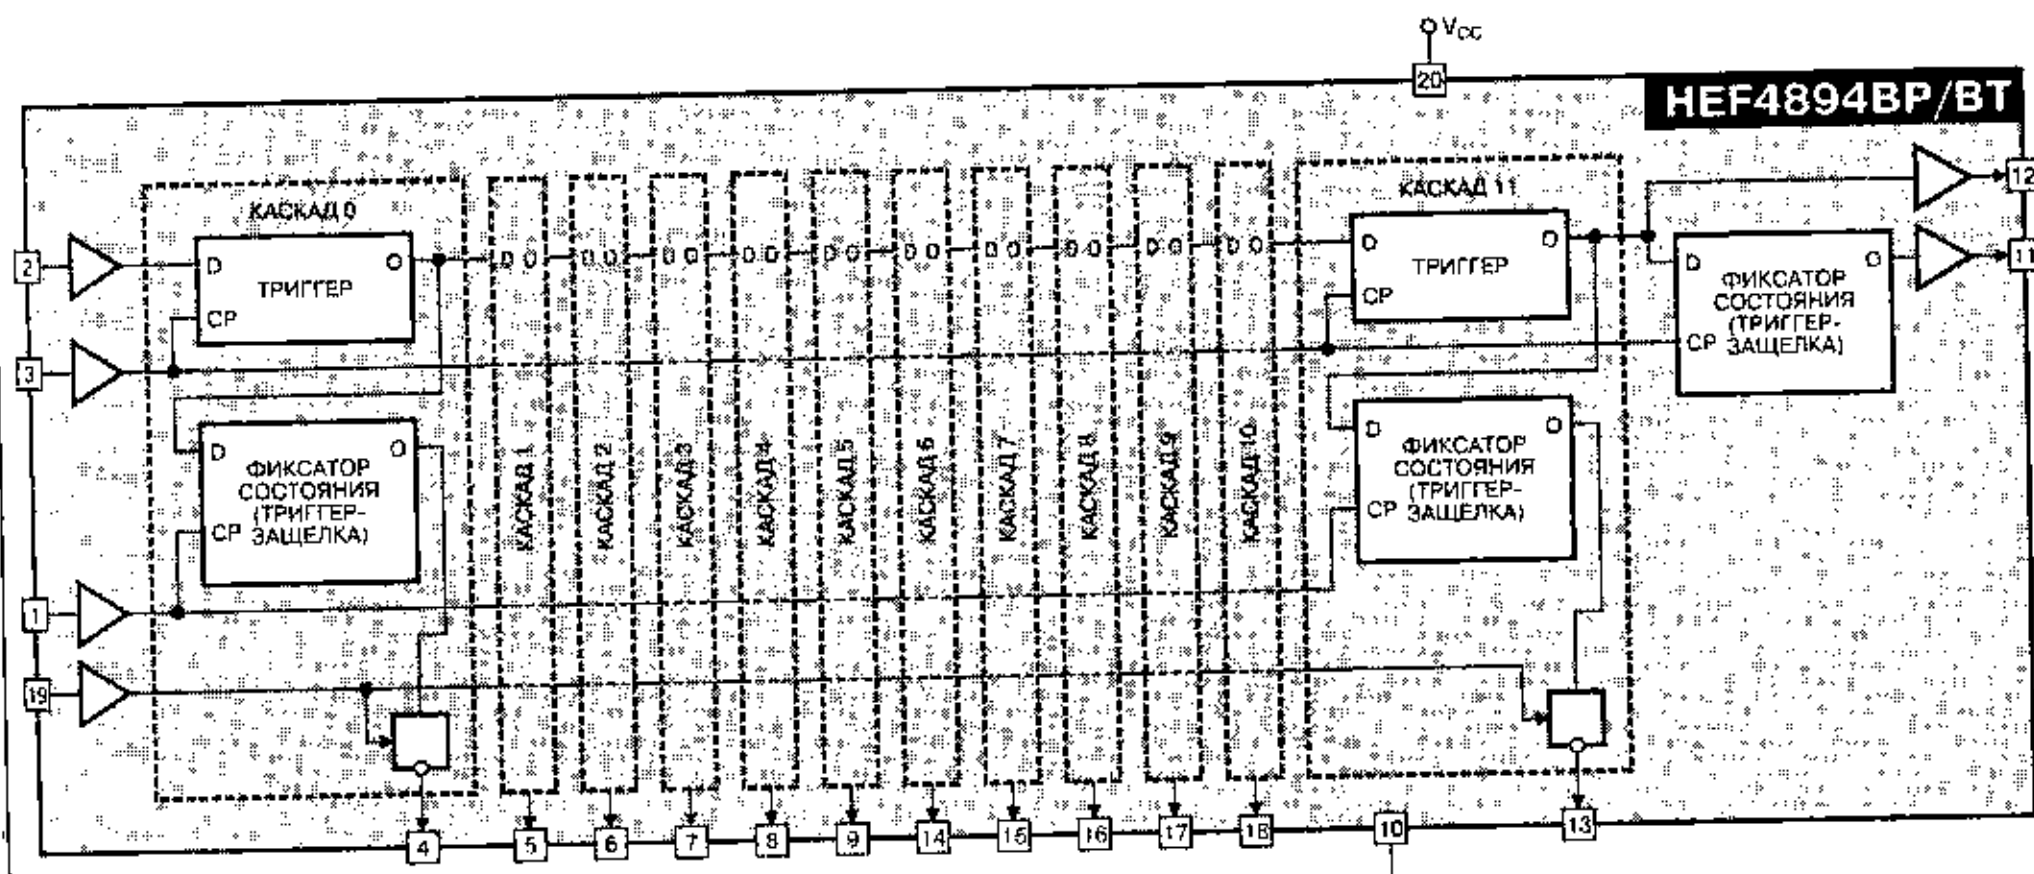 VCC
20
HEF4894BP/BT
12
КАСКАД 0
КАСКАД 11
2
D O
ТРИГГЕР
CP
D O
D O
D O
D O
D O
D O
D O
D O
D O
D O
D O
ТРИГГЕР
CP
D O
ФИКСАТОР
СОСТОЯНИЯ
(ТРИГГЕР-
ЗАЩЕЛКА)
CP
11
3
D O
ФИКСАТОР
СОСТОЯНИЯ
(ТРИГГЕР-
CP ЗАЩЕЛКА)
КАСКАД 1
КАСКАД 2
КАСКАД 3
КАСКАД 4
КАСКАД 5
КАСКАД 6
КАСКАД 7
КАСКАД 8
КАСКАД 9
КАСКАД 10
D O
ФИКСАТОР
СОСТОЯНИЯ
(ТРИГГЕР-
CP ЗАЩЕЛКА)
1
19
4
5
6
7
8
9
14
15
16
17
18
10
13